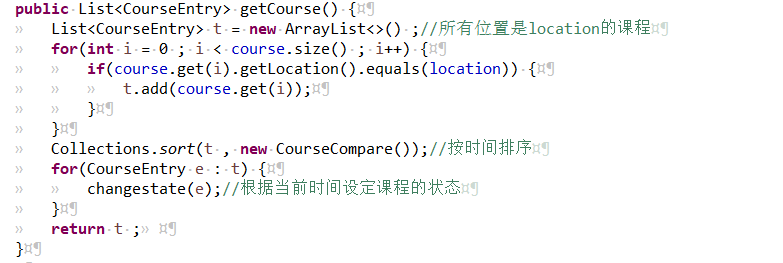 public List<CourseEntry> getCourse() {
List<CourseEntry> t = new ArrayList<>() ;//所有位置是location的课程
for(int i = 0 ; i < course.size() ; i++) {
if(course.get(i).getLocation().equals(location)) {
t.add(course.get(i));
}
}
Collections.sort(t , new CourseCompare());//按时间排序
for(CourseEntry e : t) {
changestate(e);//根据当前时间设定课程的状态
}
return t ;
}